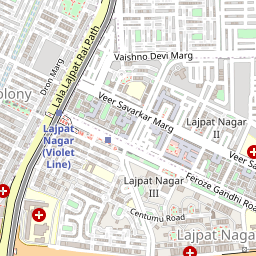 Vaishno Devi Marg
Dron Marg
Lala Lajpat Rai Path
olony
Veer Savarkar Marg
Lajpat Nagar
II
Lajpat
Nagar
(Violet
Line)
Veer Sa
Lajpat Nagar
III
Feroze Gandhi Road
Centumu Road
Lajpat Naga